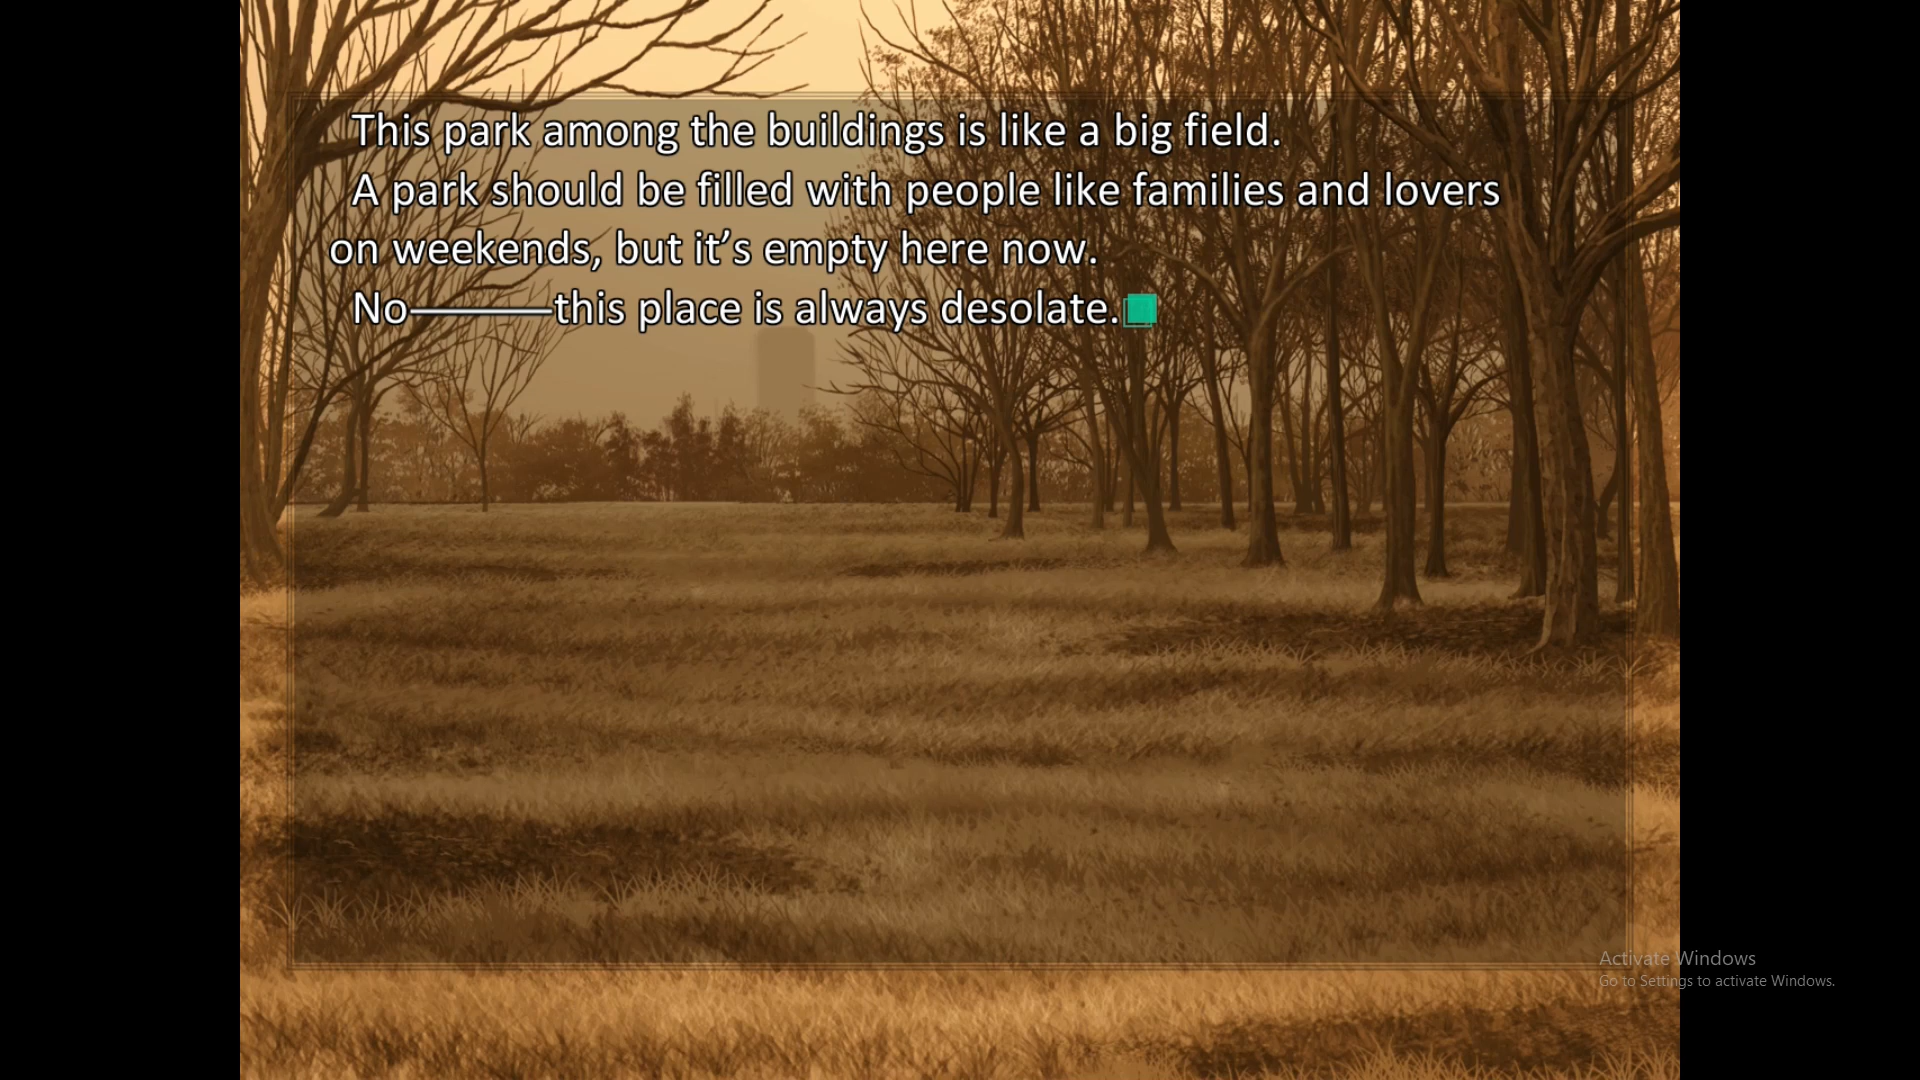 This park among the buildings is like a big field.
A park should be filled with people like families and lovers
on weekends, but it’s empty here now.
No―――this place is always desolate.
Activate Windows
Go to Settings to activate Windows.